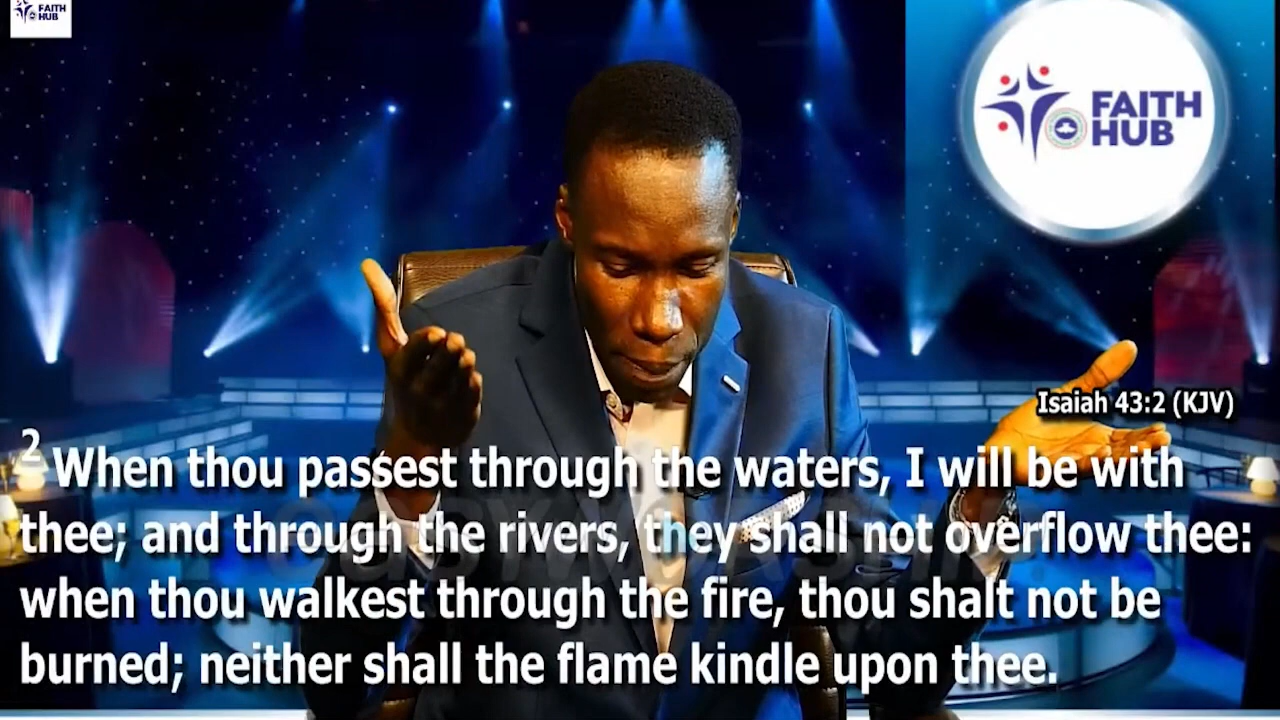 FAITH
HUB
FAITH
HUB
Isaiah 43:2 (KJV)
2 When thou passest through the waters, I will be with
thee; and through the rivers, they shall not overflow thee:
when thou walkest through the fire, thou shalt not be
burned; neither shall the flame kindle upon thee.